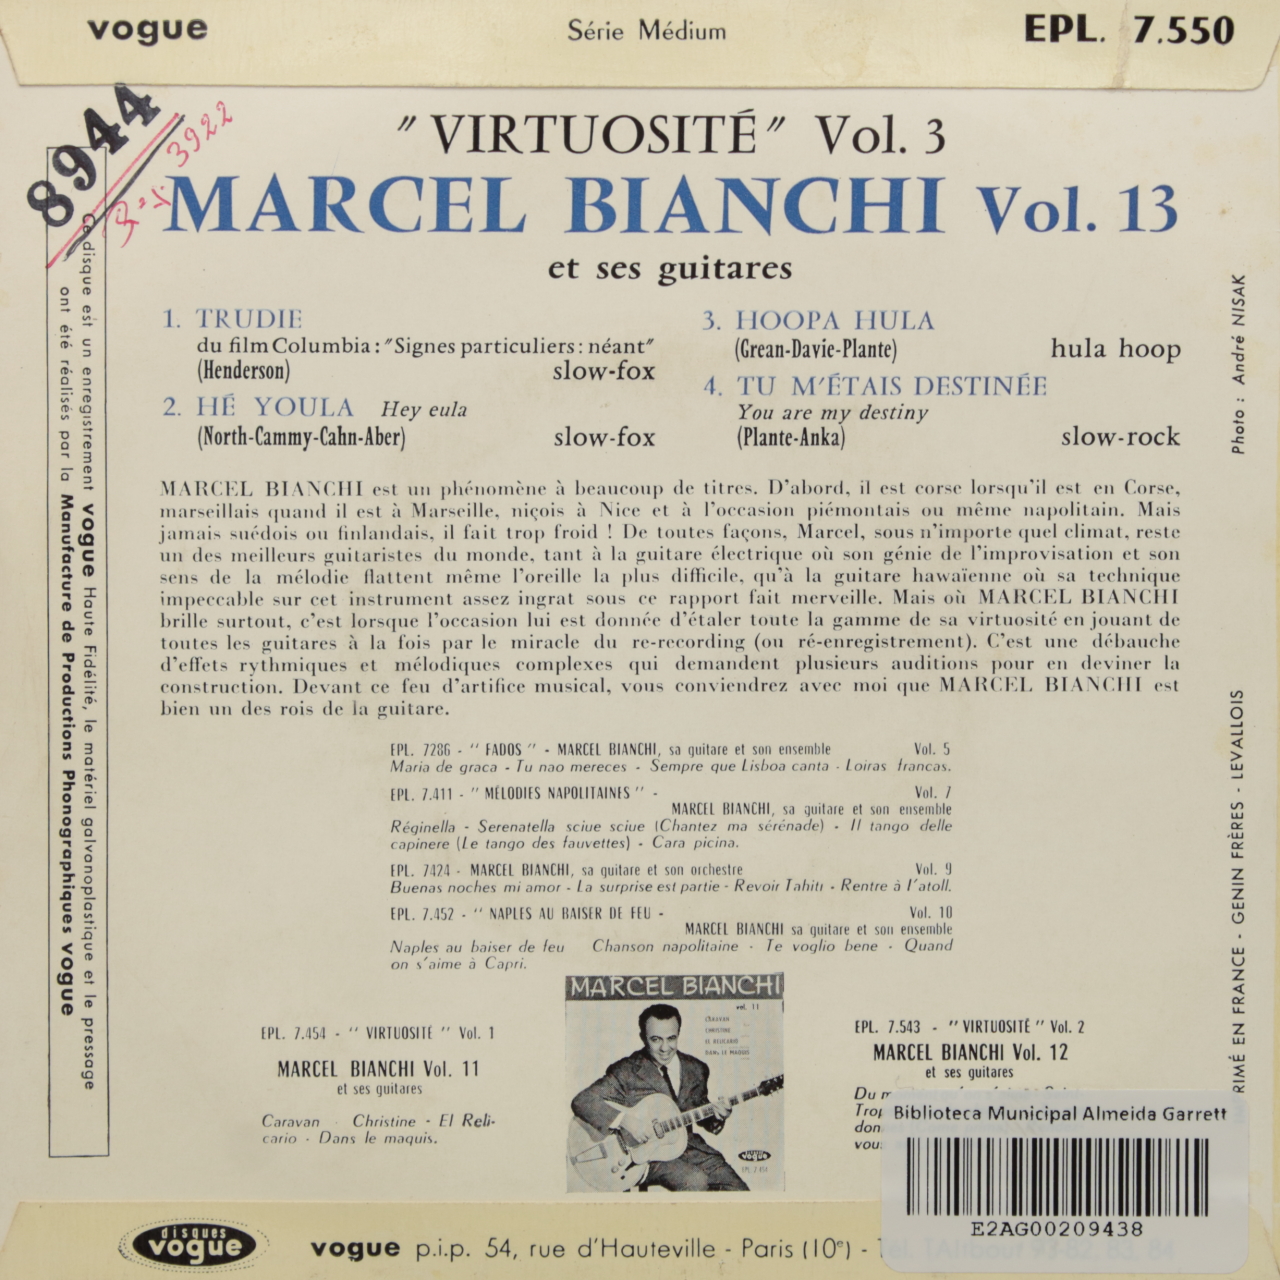 vogue Série Médium EPL. 7.550
8944
R=V. 3922
"VIRTUOSITÉ" Vol. 3
MARCEL BIANCHI Vol. 13
et ses guitares
1. TRUDIE
du film Columbia : "Signes particuliers : néant"
(Henderson) slow-fox
2. HÉ YOULA Hey eula
(North-Cammy-Cahn-Aber) slow-fox
3. HOOPA HULA
(Grean-Davie-Plante) hula hoop
4. TU M'ÉTAIS DESTINÉE
You are my destiny
(Plante-Anka) slow-rock
MARCEL BIANCHI est un phénomène à beaucoup de titres. D'abord, il est corse lorsqu'il est en Corse,
marseillais quand il est à Marseille, niçois à Nice et à l'occasion piémontais ou même napolitain. Mais
jamais suédois ou finlandais, il fait trop froid ! De toutes façons, Marcel, sous n'importe quel climat, reste
un des meilleurs guitaristes du monde, tant à la guitare électrique où son génie de l'improvisation et son
sens de la mélodie flattent même l'oreille la plus difficile, qu'à la guitare hawaïenne où sa technique
impeccable sur cet instrument assez ingrat sous ce rapport fait merveille. Mais où MARCEL BIANCHI
brille surtout, c'est lorsque l'occasion lui est donnée d'étaler toute la gamme de sa virtuosité en jouant de
toutes les guitares à la fois par le miracle du re-recording (ou ré-enregistrement). C'est une débauche
d'effets rythmiques et mélodiques complexes qui demandent plusieurs auditions pour en deviner la
construction. Devant ce feu d'artifice musical, vous conviendrez avec moi que MARCEL BIANCHI est
bien un des rois de la guitare.
EPL. 7286 - " FADOS " - MARCEL BIANCHI, sa guitare et son ensemble Vol. 5
Maria de graca - Tu nao mereces - Sempre que Lisboa canta - Loiras francas.
EPL. 7.411 - " MÉLODIES NAPOLITAINES " - Vol. 7
MARCEL BIANCHI, sa guitare et son ensemble
Réginella - Serenatella sciue sciue (Chantez ma sérénade) - Il tango delle
capinere (Le tango des fauvettes) - Cara picina.
EPL. 7424 - MARCEL BIANCHI, sa guitare et son orchestre Vol. 9
Buenas noches mi amor - La surprise est partie - Revoir Tahiti - Rentre à l'atoll.
EPL. 7.452 - " NAPLES AU BAISER DE FEU - Vol. 10
MARCEL BIANCHI sa guitare et son ensemble
Naples au baiser de feu Chanson napolitaine - Te voglio bene - Quand
on s'aime à Capri.
EPL. 7.454 - " VIRTUOSITÉ " Vol. 1
MARCEL BIANCHI Vol. 11
et ses guitares
Caravan - Christine - El Reli-
cario - Dans le maquis.
MARCEL BIANCHI
vol. 11
CARAVAN
CHRISTINE
EL RELICARIO
DANS LE MAQUIS
vogue
EPL 7.454
EPL. 7.543 - " VIRTUOSITÉ " Vol. 2
MARCEL BIANCHI Vol. 12
et ses guitares
Biblioteca Municipal Almeida Garrett
E2AG00209438
disques
vogue
vogue p.i.p. 54, rue d'Hauteville - Paris (10e) -
Ce disque est un enregistrement vogue Haute Fidélité, le matériel galvanoplastique et le pressage
ont été réalisés par la Manufacture de Productions Phonographiques vogue
Photo : André NISAK
RIMÉ EN FRANCE - GENIN FRÈRES - LEVALLOIS